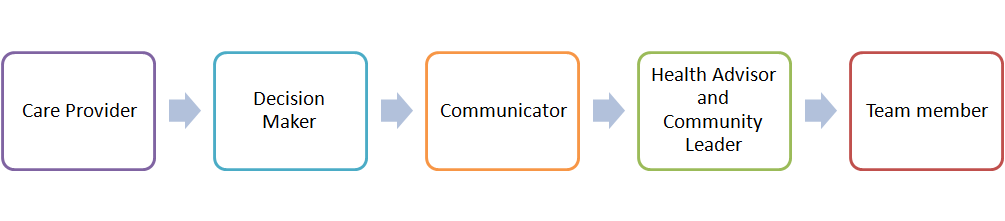 Care Provider
Decision
Maker
Communicator
Health Advisor
and
Community
Leader
Team member